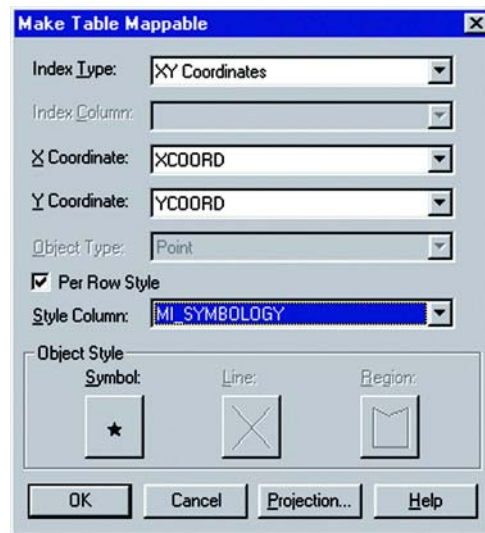 Make Table Mappable
Index Type: XY Coordinates
Index Column:
X Coordinate: XCOORD
Y Coordinate: YCOORD
Object Type: Point
Per Row Style
Style Column: MI_SYMBOLOGY
Object Style
Symbol: Line: Region:
OK Cancel Projection... Help